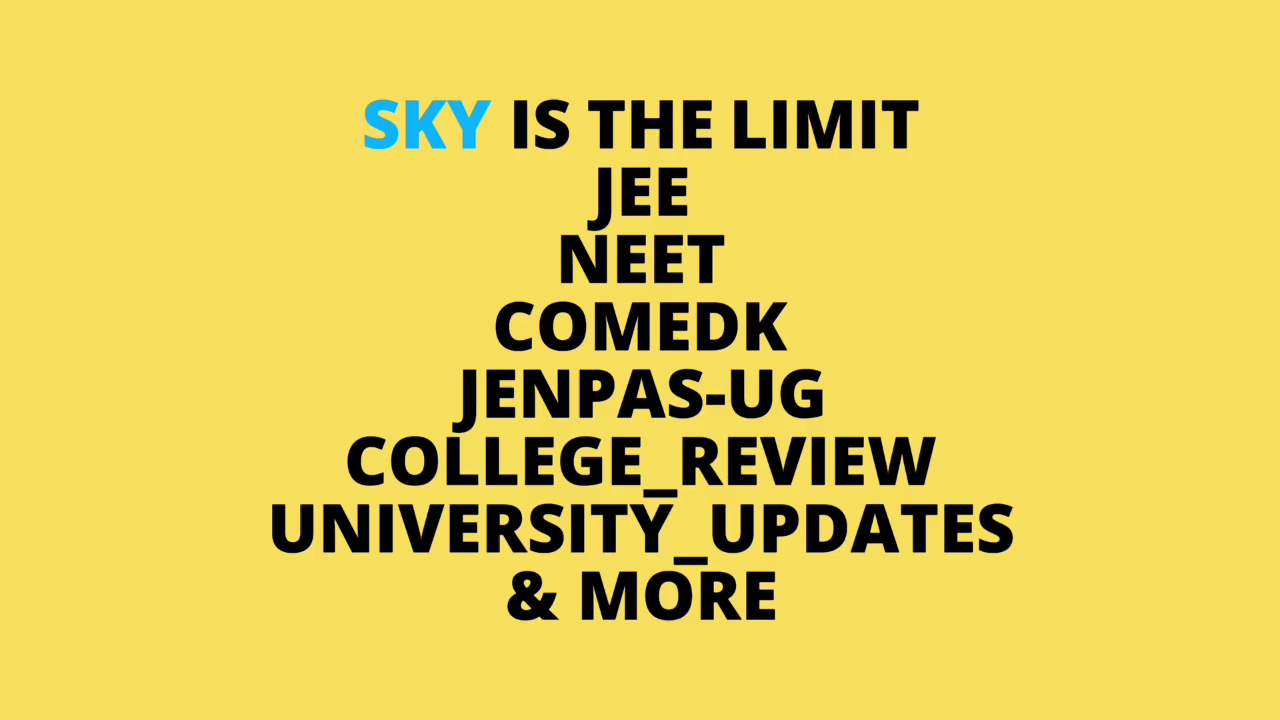 SKY IS THE LIMIT
JEE
NEET
COMEDK
JENPAS-UG
COLLEGE_REVIEW
UNIVERSITY_UPDATES
& MORE